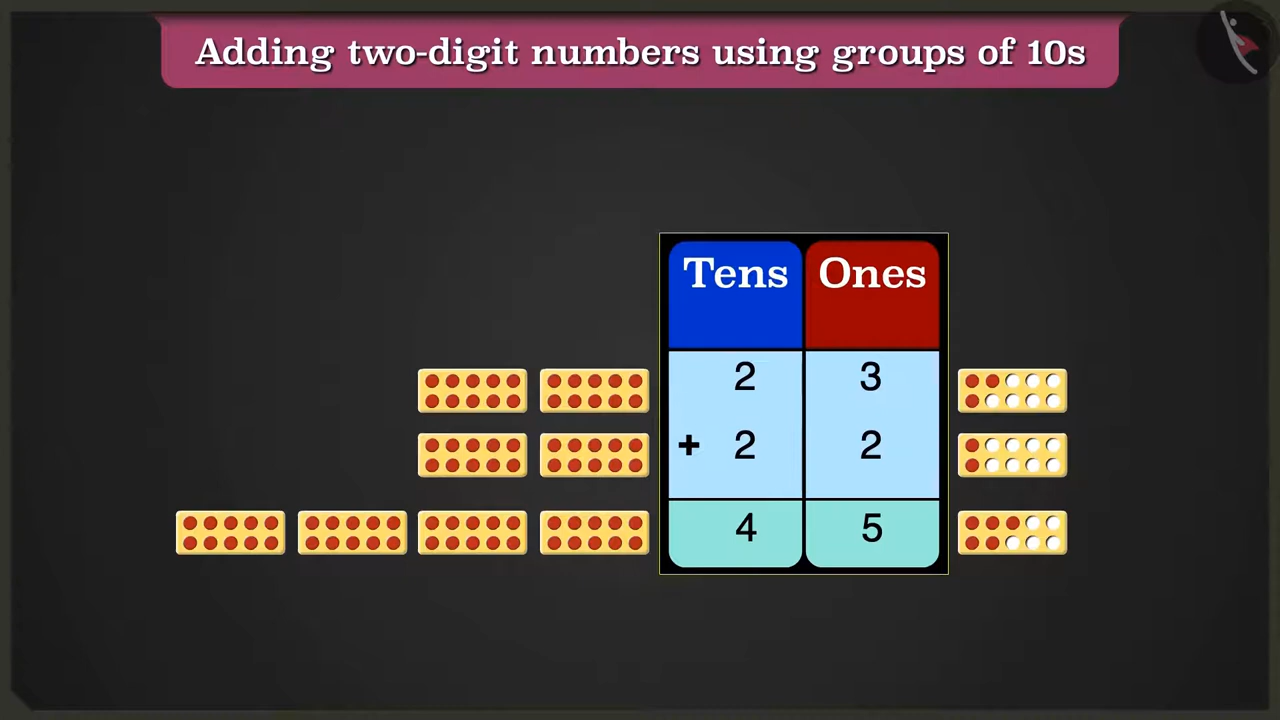 Adding two-digit numbers using groups of 10s
Tens Ones
2 3
+ 2 2
4 5